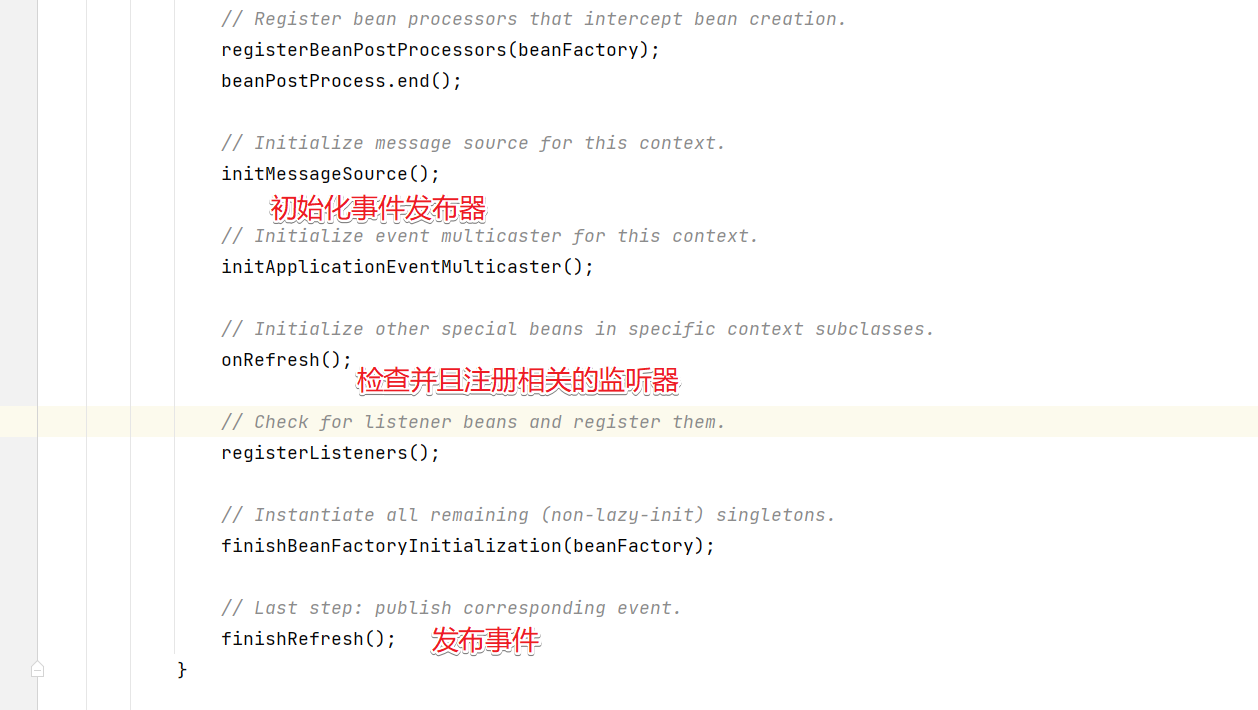 // Register bean processors that intercept bean creation.
registerBeanPostProcessors(beanFactory);
beanPostProcess.end();
// Initialize message source for this context.
initMessageSource();
初始化事件发布器
// Initialize event multicaster for this context.
initApplicationEventMulticaster();
// Initialize other special beans in specific context subclasses.
onRefresh();
检查并且注册相关的监听器
// Check for listener beans and register them.
registerListeners();
// Instantiate all remaining (non-lazy-init) singletons.
finishBeanFactoryInitialization(beanFactory);
// Last step: publish corresponding event.
finishRefresh(); 发布事件
}